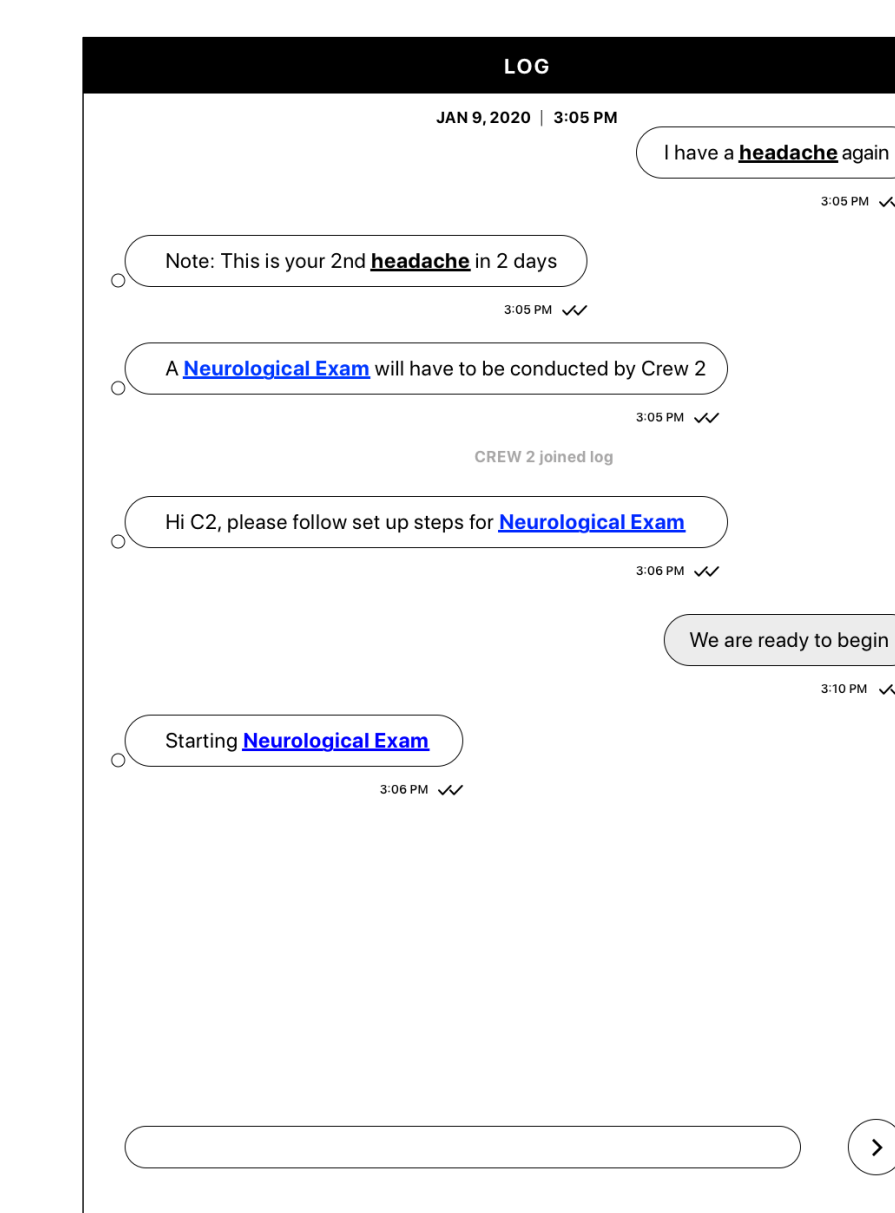 LOG
JAN 9, 2020 | 3:05 PM
I have a headache again
3:05 PM
Note: This is your 2nd headache in 2 days
3:05 PM
A Neurological Exam will have to be conducted by Crew 2
3:05 PM
CREW 2 joined log
Hi C2, please follow set up steps for Neurological Exam
3:06 PM
We are ready to begin
3:10 PM
Starting Neurological Exam
3:06 PM